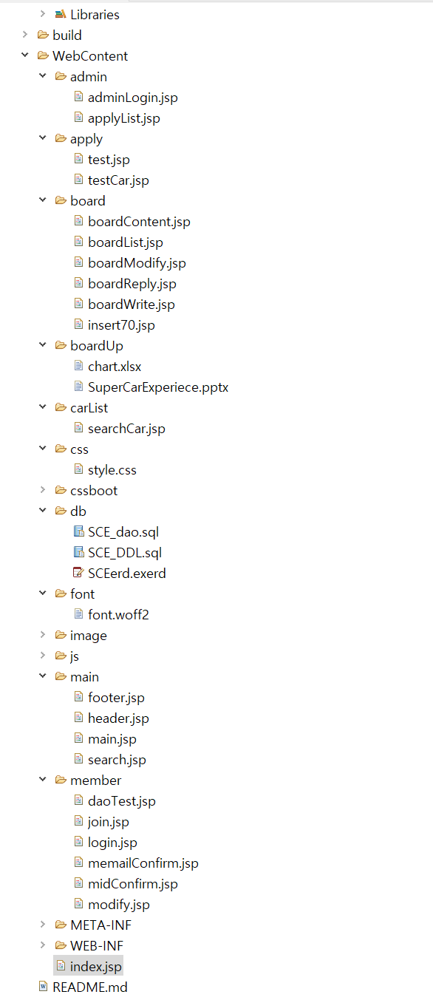 Libraries
build
WebContent
admin
adminLogin.jsp
applyList.jsp
apply
test.jsp
testCar.jsp
board
boardContent.jsp
boardList.jsp
boardModify.jsp
boardReply.jsp
boardWrite.jsp
insert70.jsp
boardUp
chart.xlsx
SuperCarExperiece.pptx
carList
searchCar.jsp
css
style.css
cssboot
db
SCE_dao.sql
SCE_DDL.sql
SCEerd.exerd
font
font.woff2
image
js
main
footer.jsp
header.jsp
main.jsp
search.jsp
member
daoTest.jsp
join.jsp
login.jsp
memailConfirm.jsp
midConfirm.jsp
modify.jsp
META-INF
WEB-INF
index.jsp
README.md